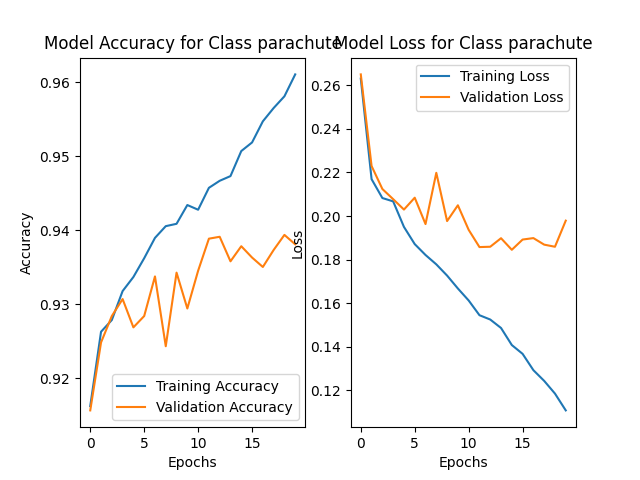 Model Accuracy for Class parachute
Accuracy
0.96
0.95
0.94
0.93
0.92
Training Accuracy
Validation Accuracy
0 5 10 15
Epochs
Model Loss for Class parachute
Loss
0.26
0.24
0.22
0.20
0.18
0.16
0.14
0.12
Training Loss
Validation Loss
0 5 10 15
Epochs